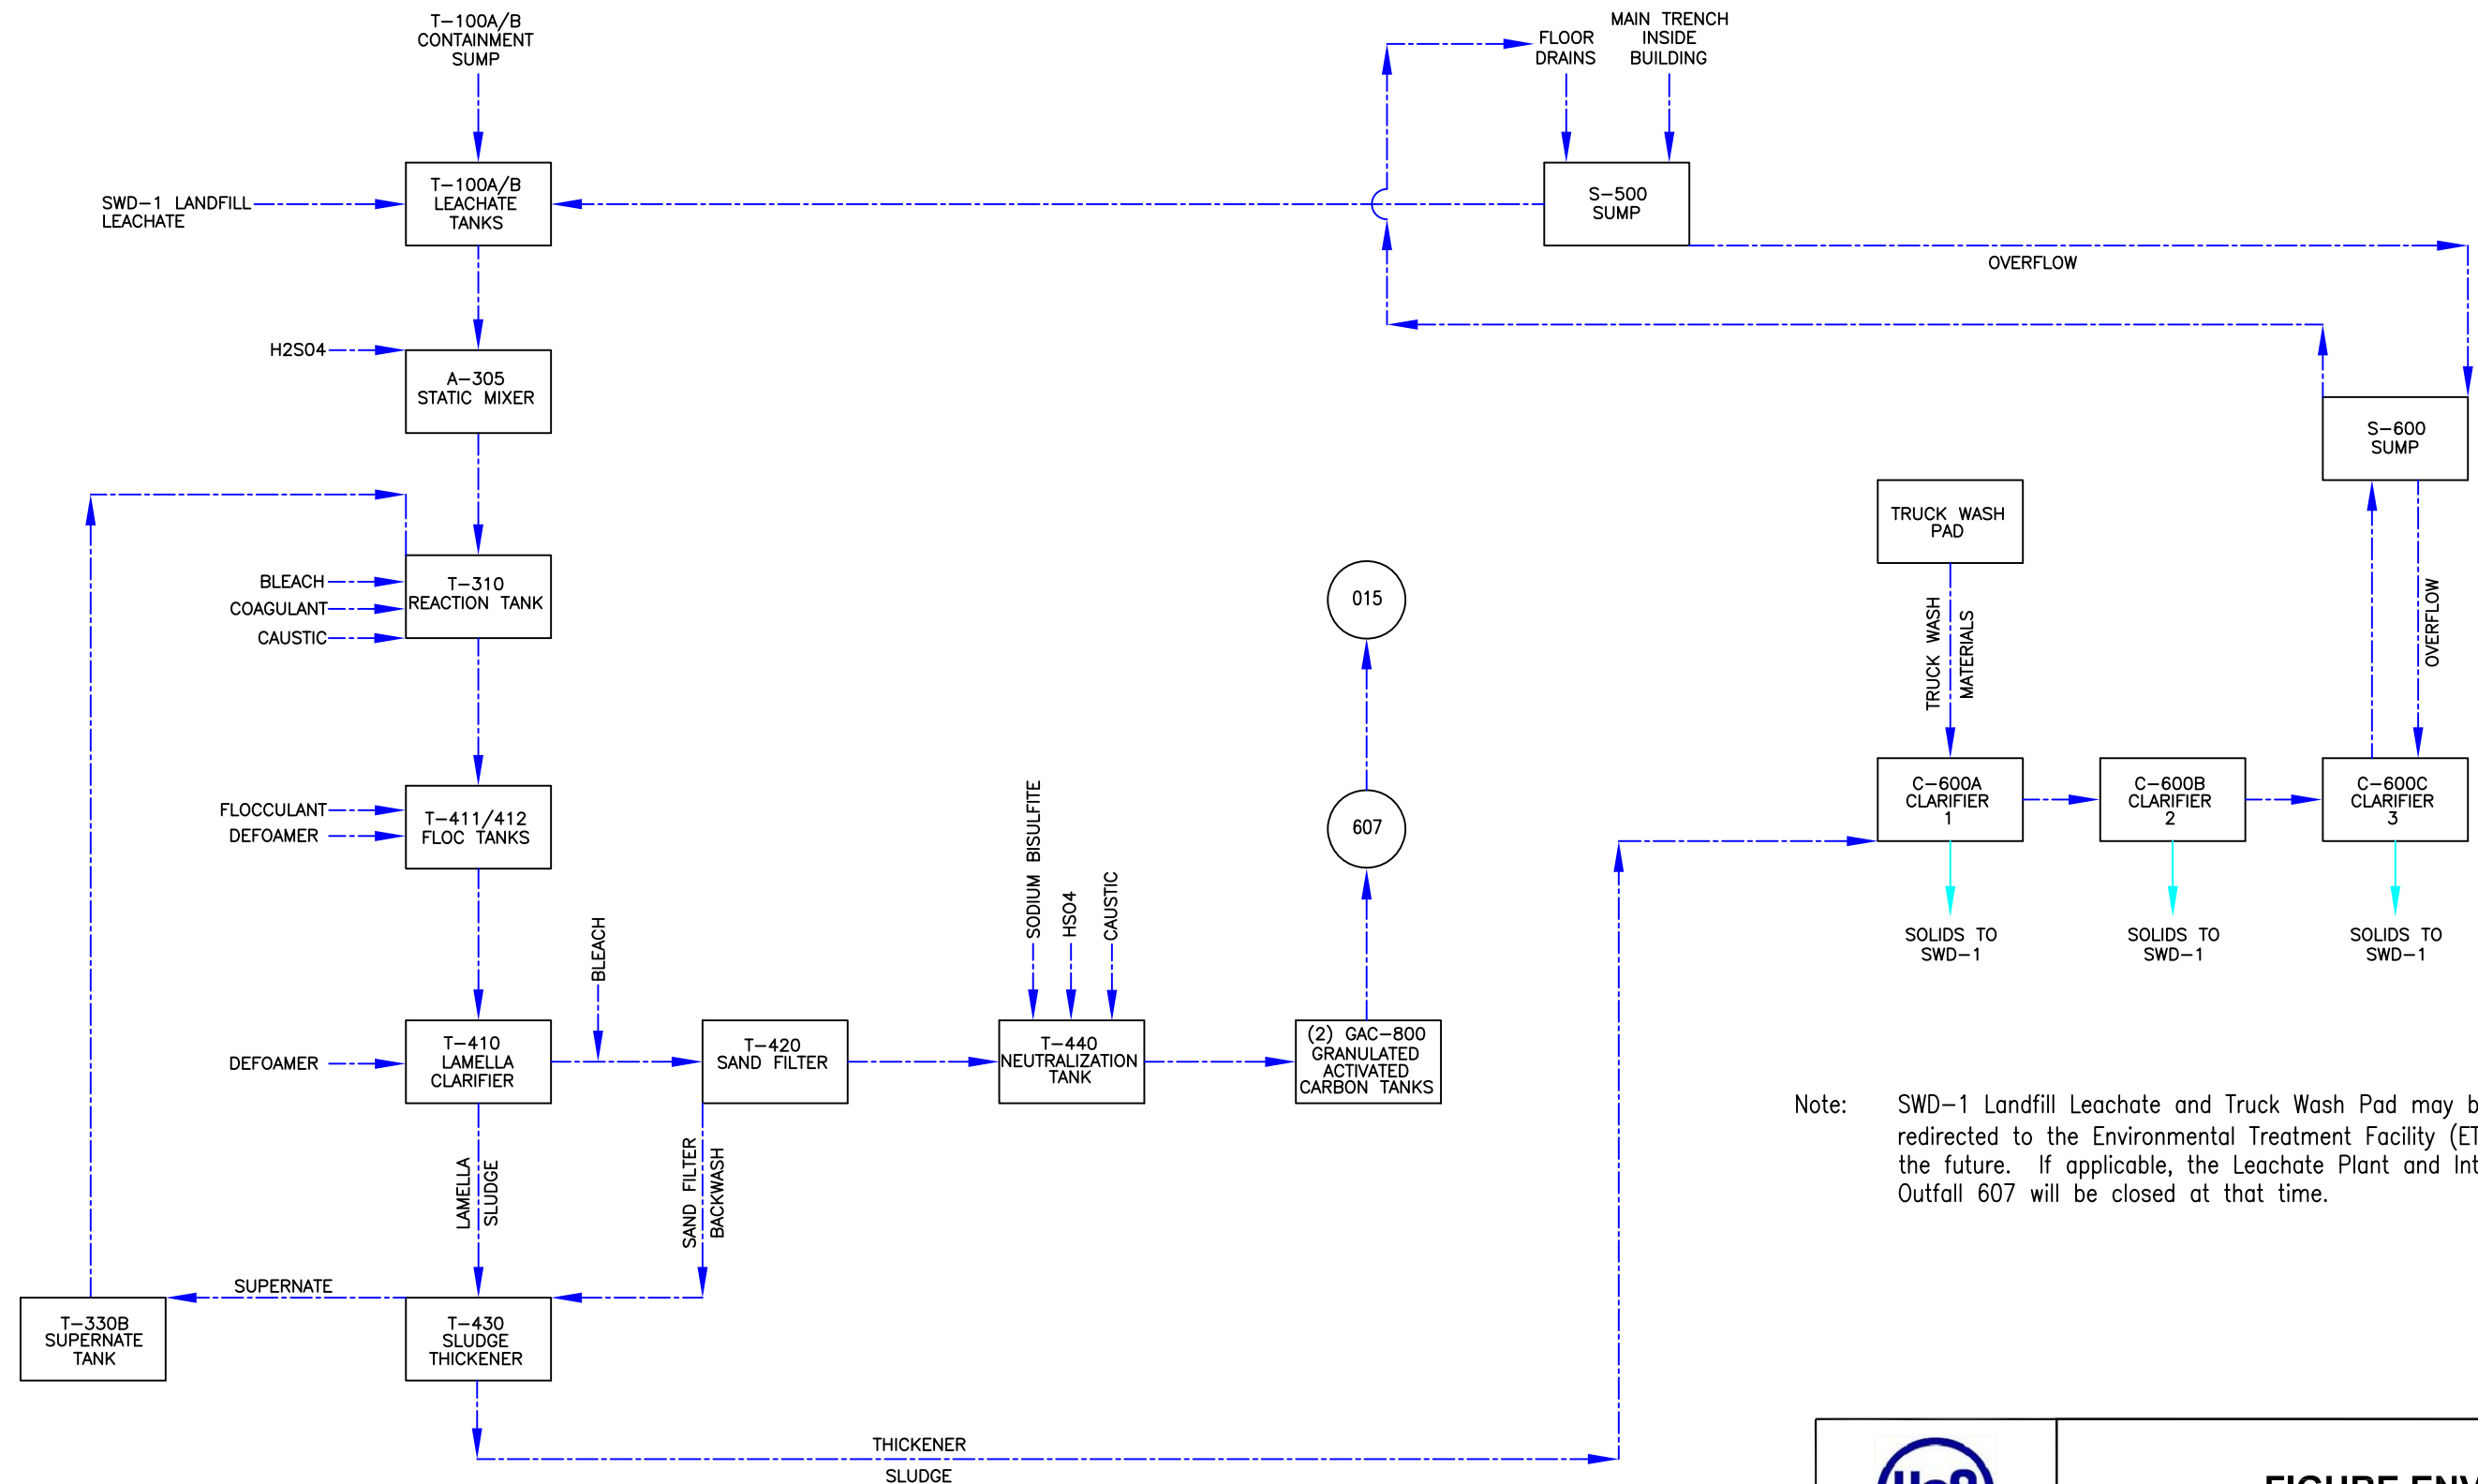 T-100A/B
CONTAINMENT
SUMP
FLOOR
DRAINS
MAIN TRENCH
INSIDE
BUILDING
SWD-1 LANDFILL
LEACHATE
T-100A/B
LEACHATE
TANKS
S-500
SUMP
OVERFLOW
H2SO4
A-305
STATIC MIXER
S-600
SUMP
TRUCK WASH
PAD
BLEACH
COAGULANT
CAUSTIC
T-310
REACTION TANK
015
TRUCK WASH
MATERIALS
OVERFLOW
FLOCCULANT
DEFOAMER
T-411/412
FLOC TANKS
607
C-600A
CLARIFIER
1
C-600B
CLARIFIER
2
C-600C
CLARIFIER
3
SOLIDS TO
SWD-1
SOLIDS TO
SWD-1
SOLIDS TO
SWD-1
BLEACH
SODIUM BISULFITE
HSO4
CAUSTIC
DEFOAMER
T-410
LAMELLA
CLARIFIER
T-420
SAND FILTER
T-440
NEUTRALIZATION
TANK
(2) GAC-800
GRANULATED
ACTIVATED
CARBON TANKS
Note: SWD-1 Landfill Leachate and Truck Wash Pad may
redirected to the Environmental Treatment Facility
the future. If applicable, the Leachate Plant and
Outfall 607 will be closed at that time.
LAMELLA
SLUDGE
SAND FILTER
BACKWASH
SUPERNATE
T-330B
SUPERNATE
TANK
T-430
SLUDGE
THICKENER
THICKENER
SLUDGE